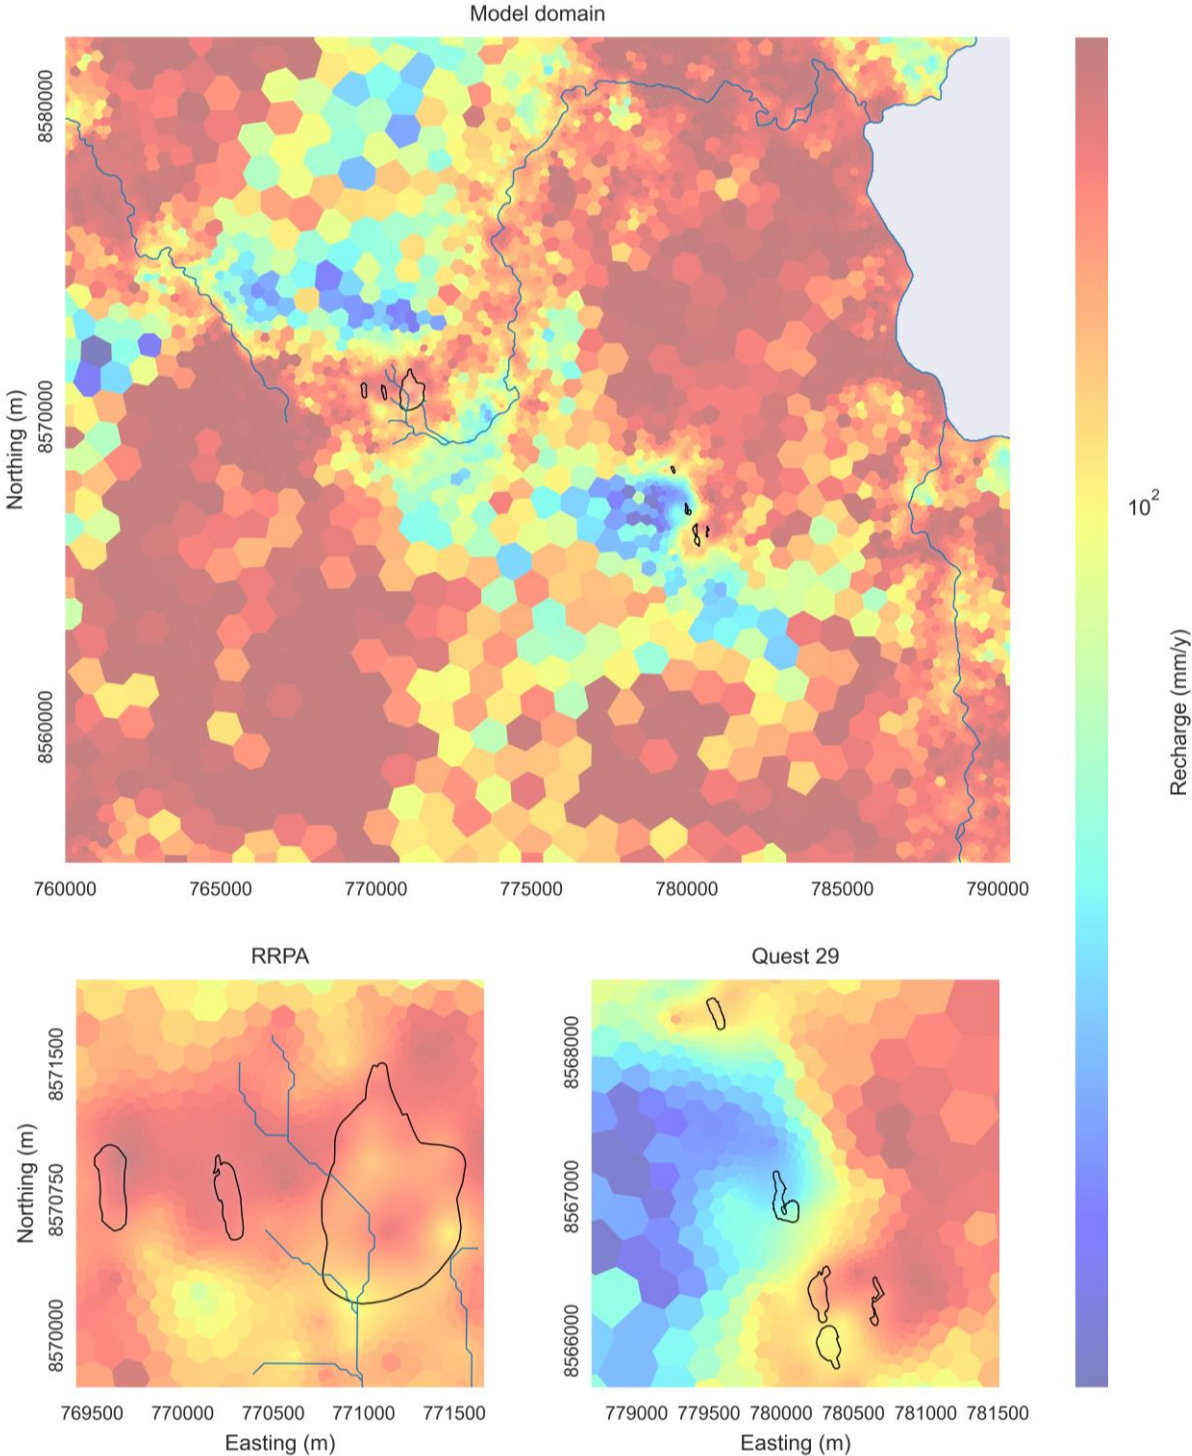 Model domain
8580000
8570000
8560000
Northing (m)
760000 765000 770000 775000 780000 785000 790000
10²
Recharge (mm/y)
RRPA
8571500
8570750
8570000
Northing (m)
769500 770000 770500 771000 771500
Easting (m)
Quest 29
8568000
8567000
8566000
779000 779500 780000 780500 781000 781500
Easting (m)